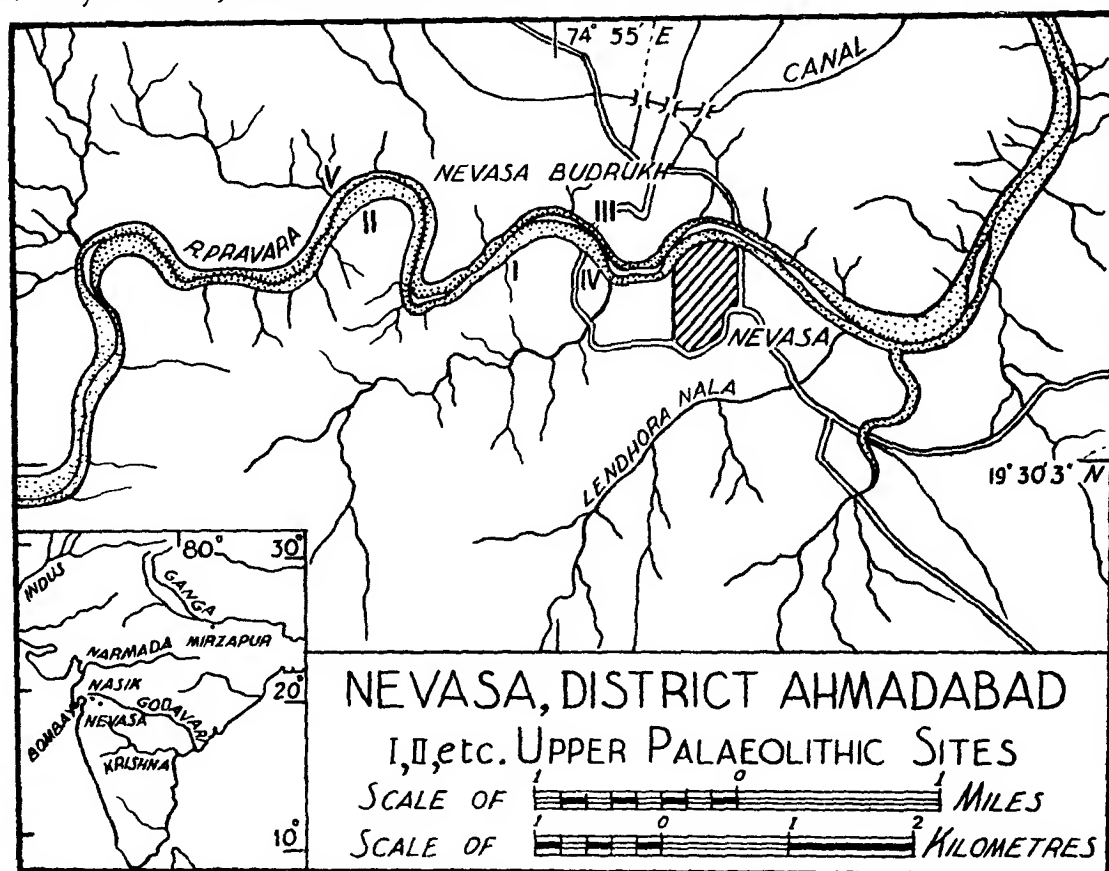 74° 55' E
CANAL
V
NEVASA BUDRUKH
III
II
R. PRAVARA
I
IV
NEVASA
LENDHORA NALA
19° 30' 3" N
80°
30°
INDUS
GANGA
MIRZAPUR
NARMADA
NASIK
20°
GODAVARI
BOMBAY
NEVASA
KRISHNA
10°
NEVASA, DISTRICT AHMADABAD
I, II, etc. UPPER PALAEOLITHIC SITES
1 0 1
SCALE OF MILES
1 0 1 2
SCALE OF KILOMETRES